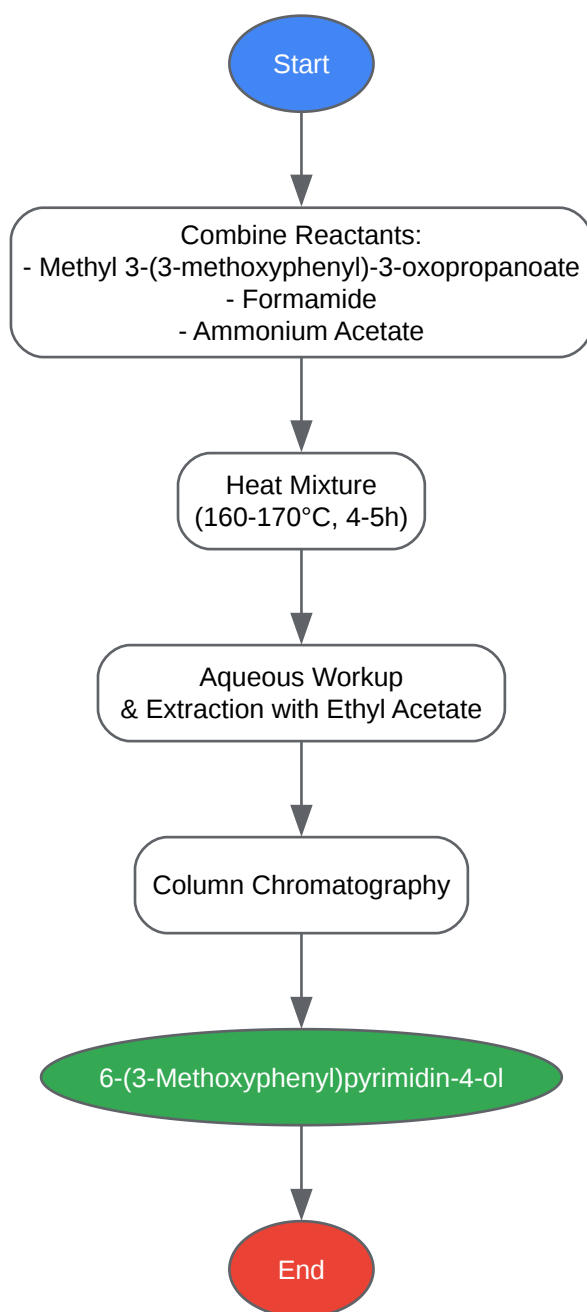 Start
Combine Reactants:
- Methyl 3-(3-methoxyphenyl)-3-oxopropanoate
- Formamide
- Ammonium Acetate
Heat Mixture
(160-170°C, 4-5h)
Aqueous Workup
& Extraction with Ethyl Acetate
Column Chromatography
6-(3-Methoxyphenyl)pyrimidin-4-ol
End